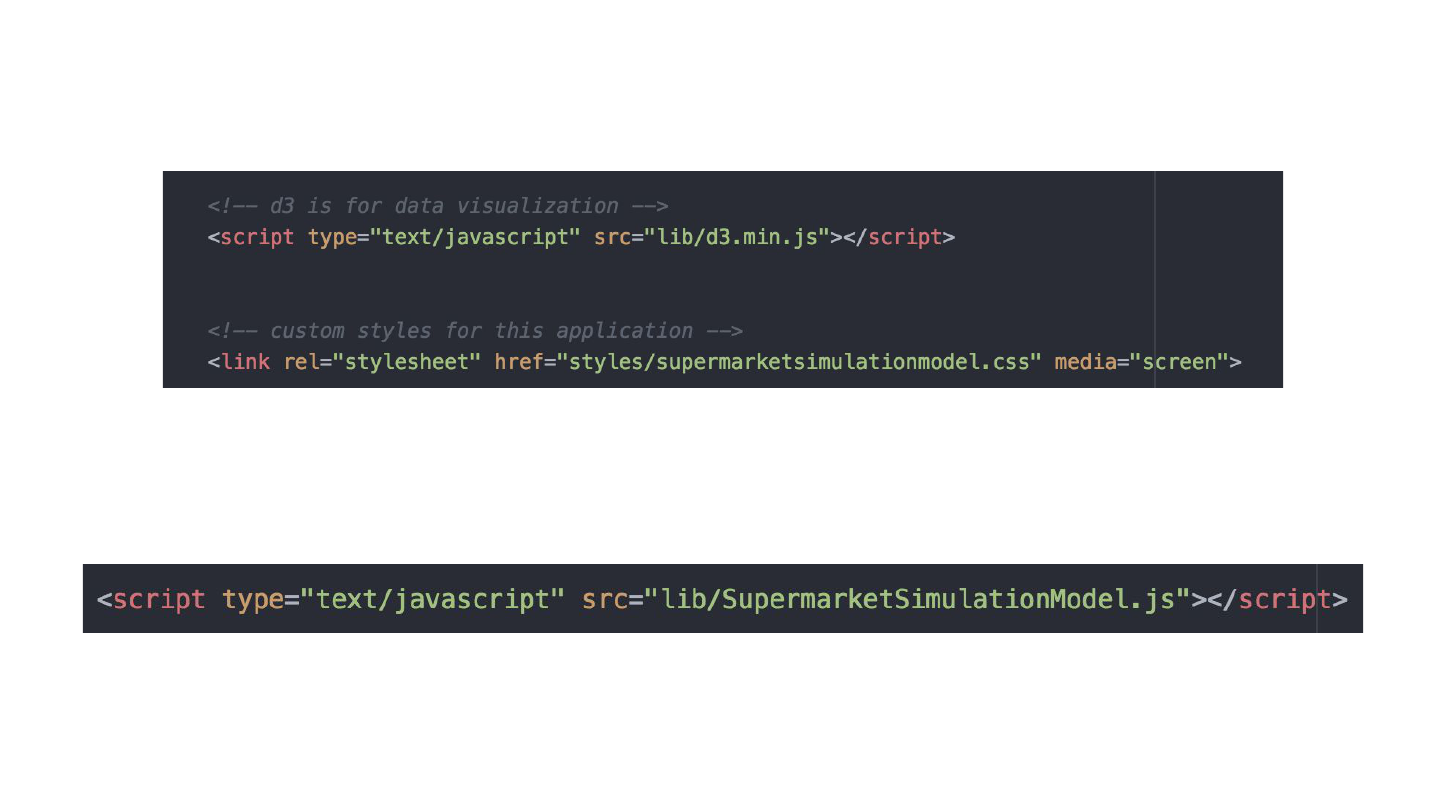 <!-- d3 is for data visualization -->
<script type="text/javascript" src="lib/d3.min.js"></script>
<!-- custom styles for this application -->
<link rel="stylesheet" href="styles/supermarketsimulationmodel.css" media="screen">
<script type="text/javascript" src="lib/SupermarketSimulationModel.js"></script>